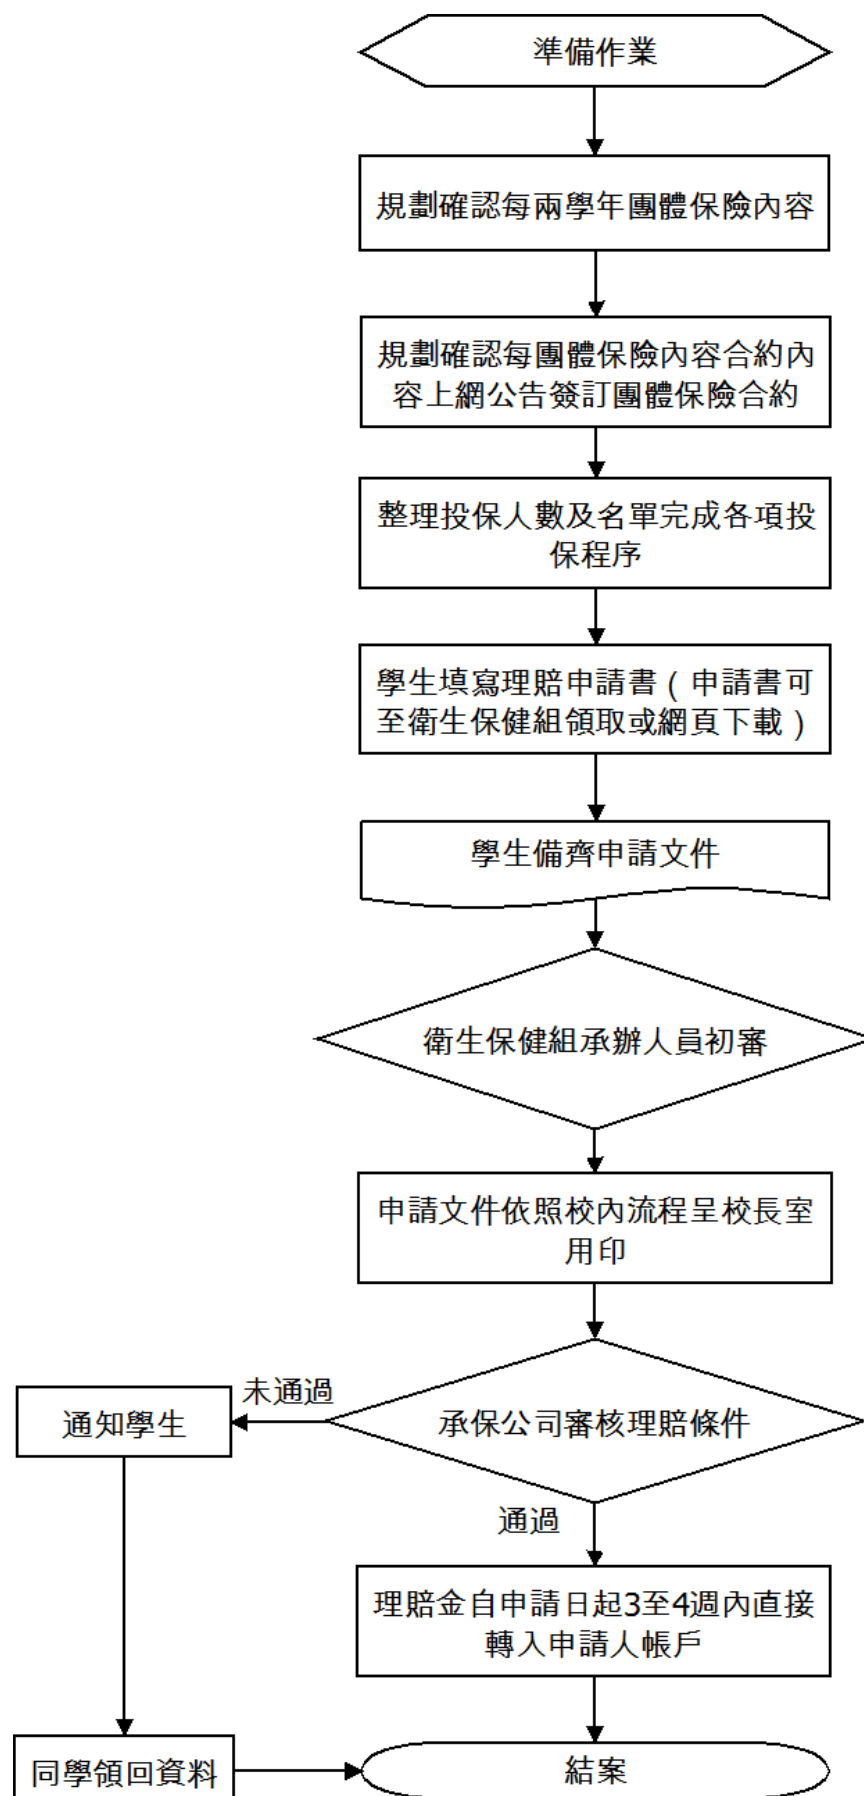 準備作業
規劃確認每兩學年團體保險內容
規劃確認每團體保險內容合約內
容上網公告簽訂團體保險合約
整理投保人數及名單完成各項投
保程序
學生填寫理賠申請書（申請書可
至衛生保健組領取或網頁下載）
學生備齊申請文件
衛生保健組承辦人員初審
申請文件依照校內流程呈校長室
用印
未通過
通知學生
承保公司審核理賠條件
通過
理賠金自申請日起3至4週內直接
轉入申請人帳戶
同學領回資料
結案